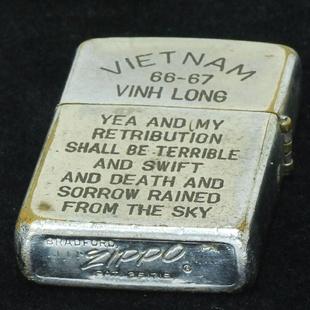 VIETNAM
66-67
VINH LONG
YEA AND MY
RETRIBUTION
SHALL BE TERRIBLE
AND SWIFT
AND DEATH AND
SORROW RAINED
FROM THE SKY
BRADFORD
Zippo
®